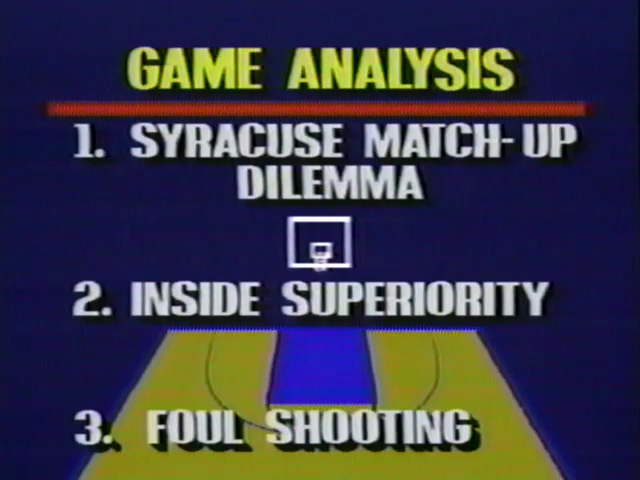 GAME ANALYSIS
1. SYRACUSE MATCH-UP
DILEMMA
2. INSIDE SUPERIORITY
3. FOUL SHOOTING